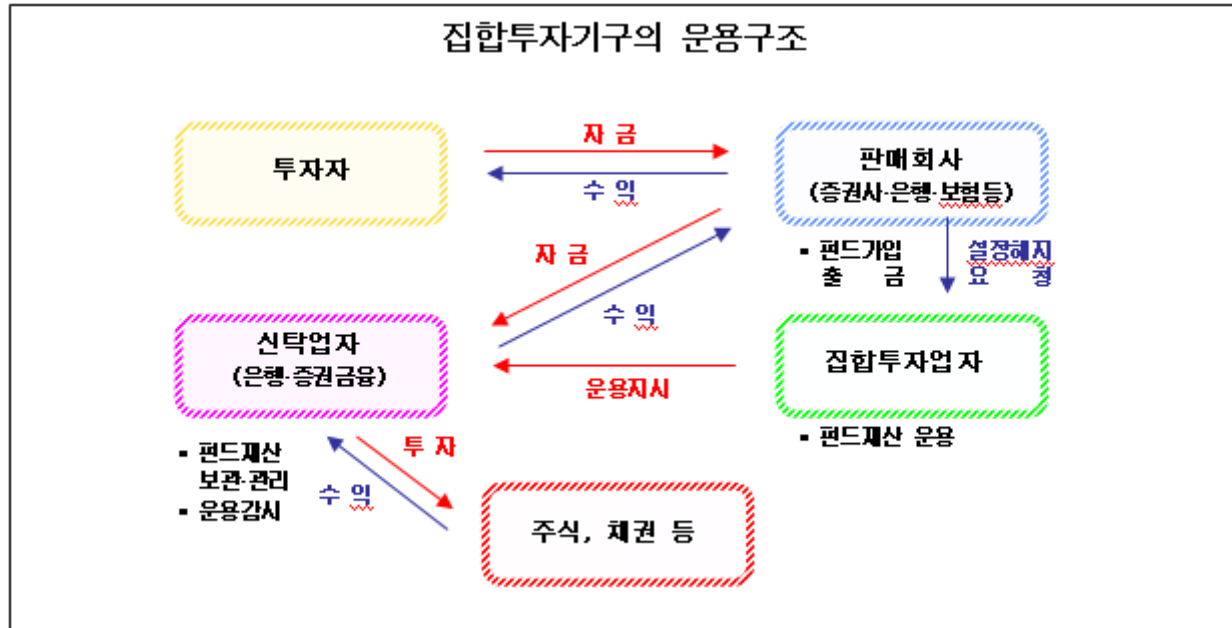 집합투자기구의 운용구조
투자자
자 금
수 익
판매회사
(증권사·은행·보험등)
자 금
수 익
▪ 펀드가입
출 금
설정해지
요 청
신탁업자
(은행·증권금융)
운용지시
집합투자업자
▪ 펀드재산 운용
▪ 펀드재산
보관·관리
▪ 운용감시
투 자
수 익
주식, 채권 등